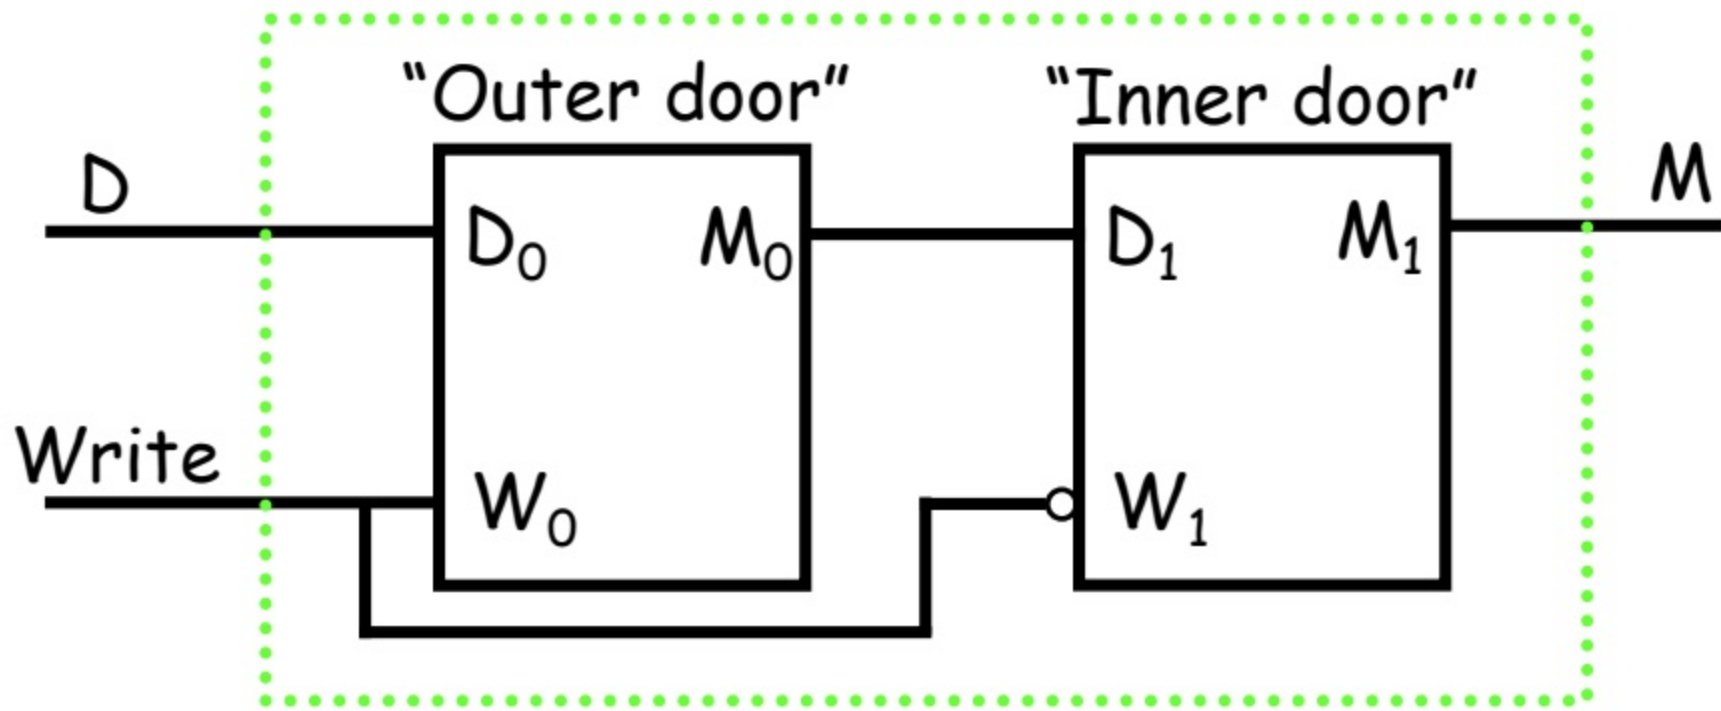 “Outer door”
“Inner door”
D
M
D₀
M₀
D₁
M₁
Write
W₀
W₁